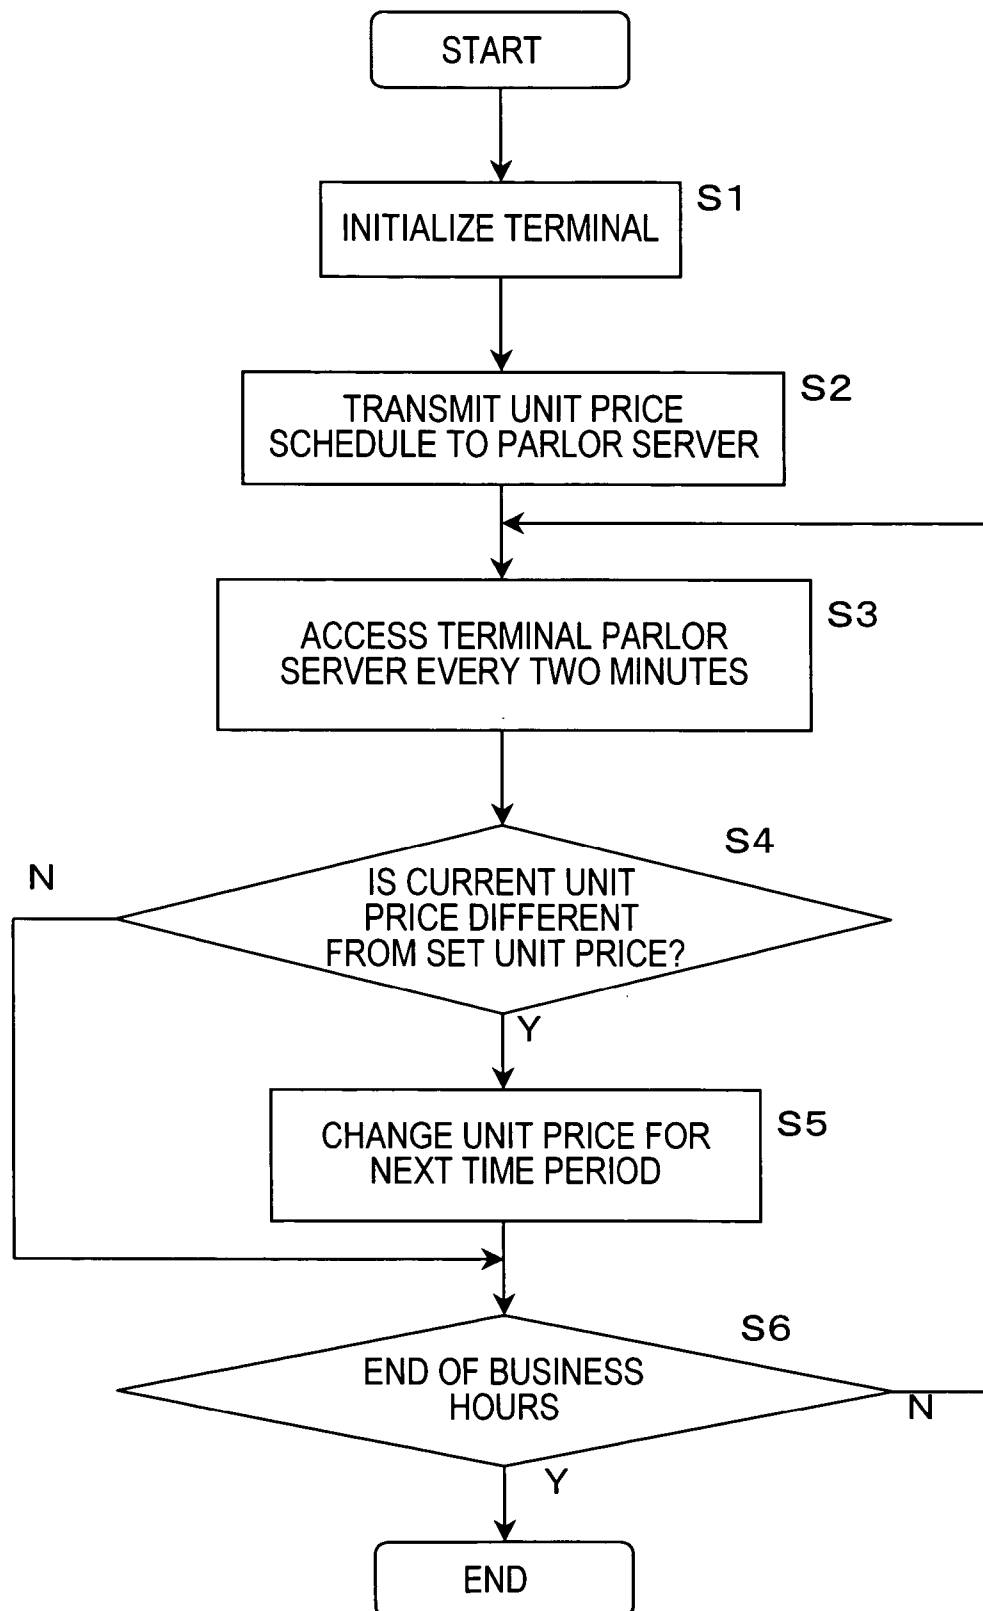 START
S1
INITIALIZE TERMINAL
S2
TRANSMIT UNIT PRICE
SCHEDULE TO PARLOR SERVER
S3
ACCESS TERMINAL PARLOR
SERVER EVERY TWO MINUTES
S4
N
IS CURRENT UNIT
PRICE DIFFERENT
FROM SET UNIT PRICE?
Y
S5
CHANGE UNIT PRICE FOR
NEXT TIME PERIOD
S6
END OF BUSINESS
HOURS
N
Y
END